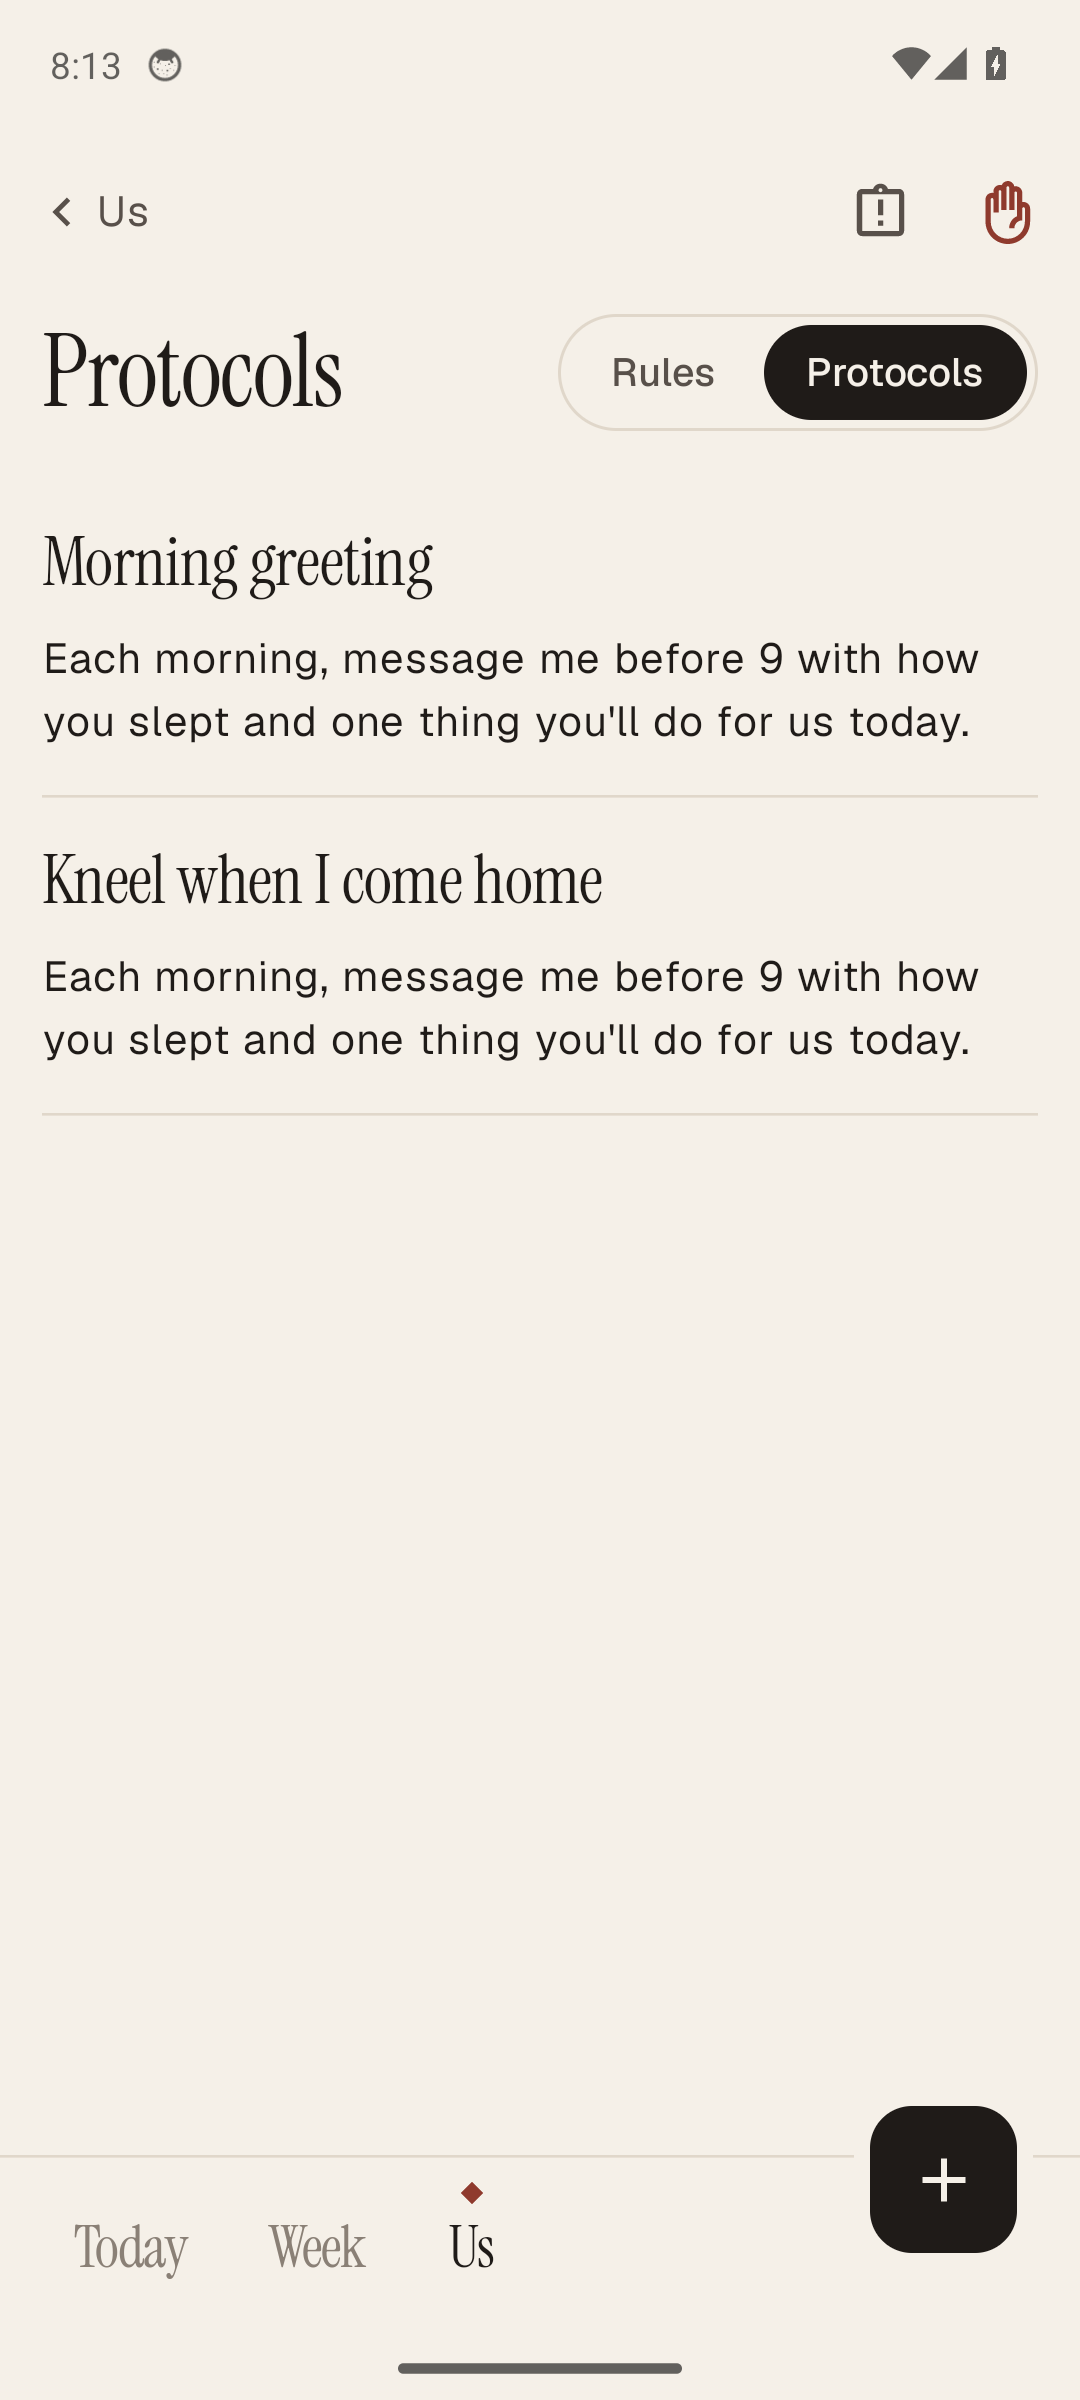 8:13
Us
Protocols
Rules
Protocols
Morning greeting
Each morning, message me before 9 with how
you slept and one thing you'll do for us today.
Kneel when I come home
Each morning, message me before 9 with how
you slept and one thing you'll do for us today.
Today
Week
Us